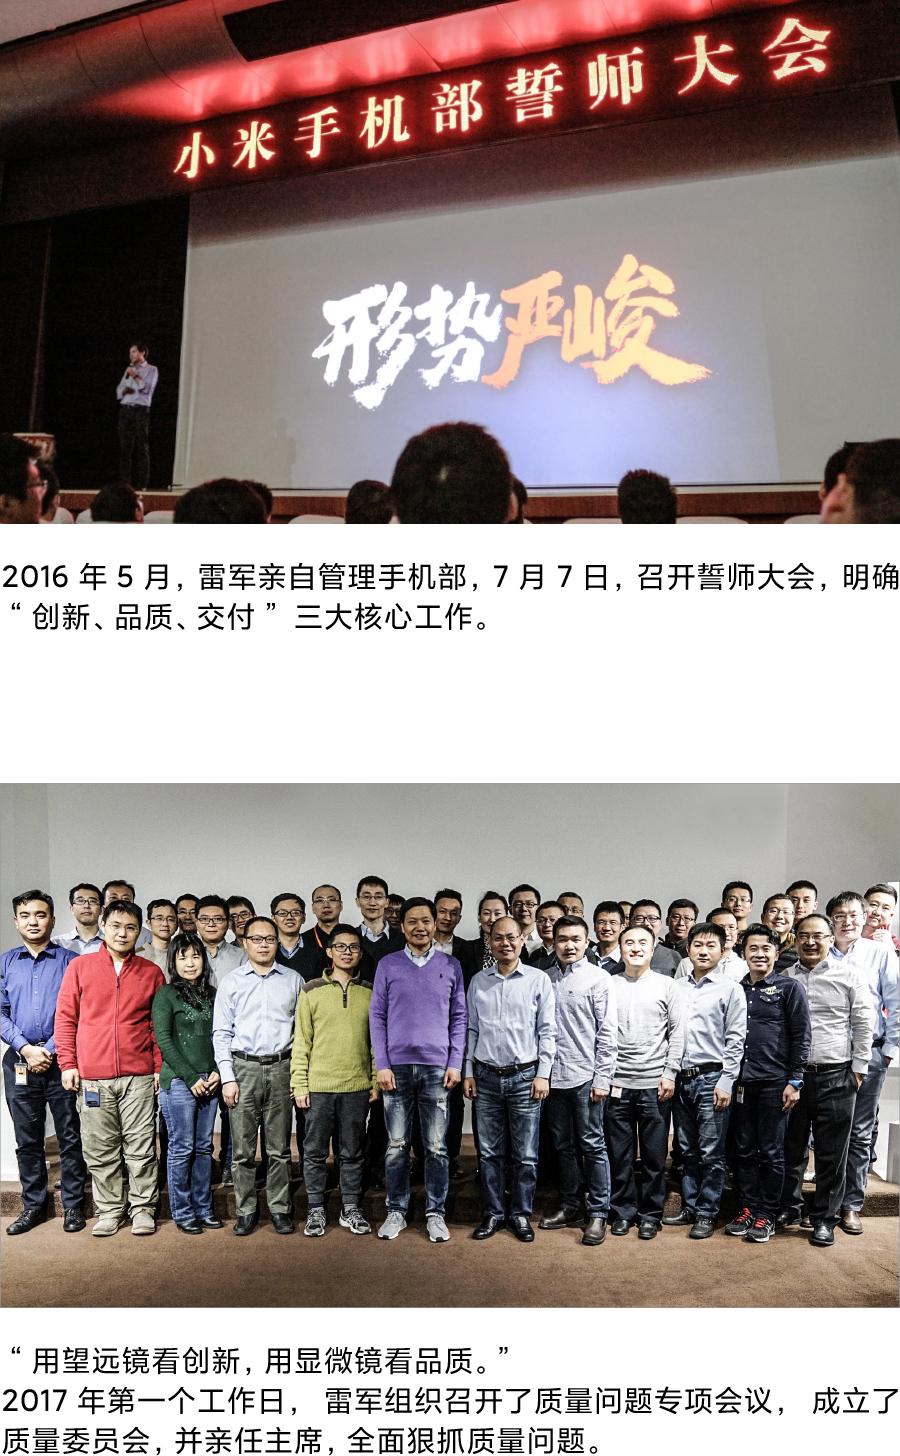 小米手机部誓师大会
形势严峻
2016 年 5 月, 雷军亲自管理手机部, 7 月 7 日, 召开誓师大会, 明确
“ 创新、品质、交付 ” 三大核心工作。
“ 用望远镜看创新, 用显微镜看品质。”
2017 年第一个工作日, 雷军组织召开了质量问题专项会议, 成立了
质量委员会, 并亲任主席, 全面狠抓质量问题。